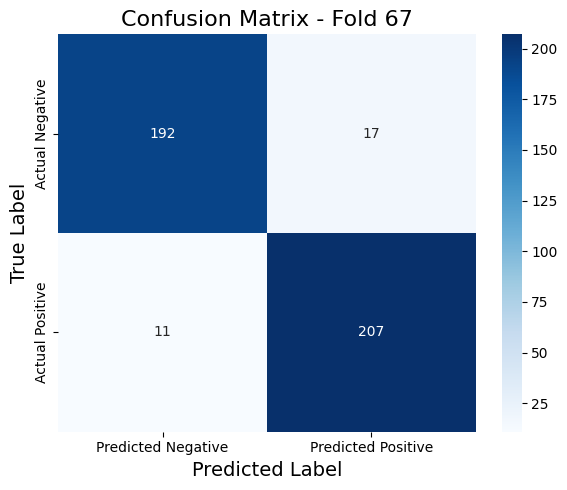 Confusion Matrix - Fold 67
True Label
Actual Negative
Actual Positive
192
17
11
207
Predicted Negative
Predicted Positive
Predicted Label
200
175
150
125
100
75
50
25